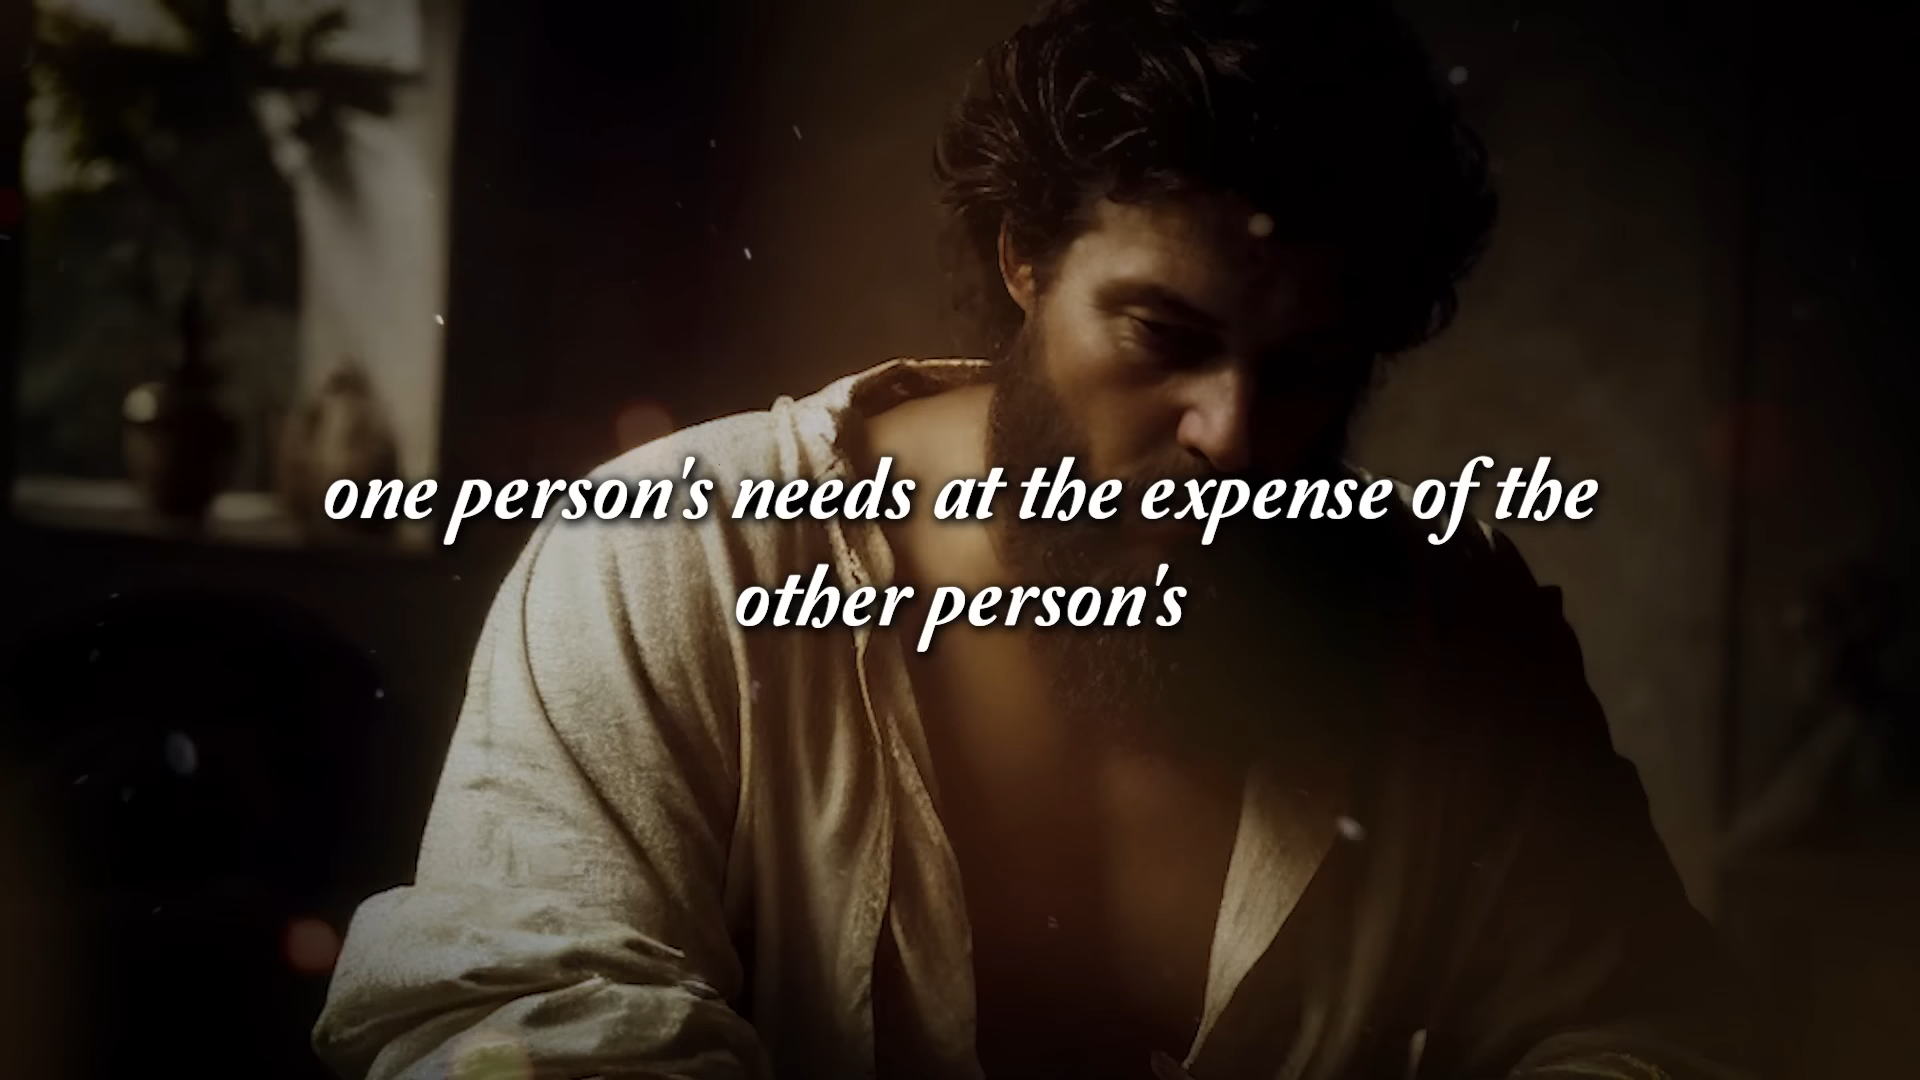 one person's needs at the expense of the
other person's